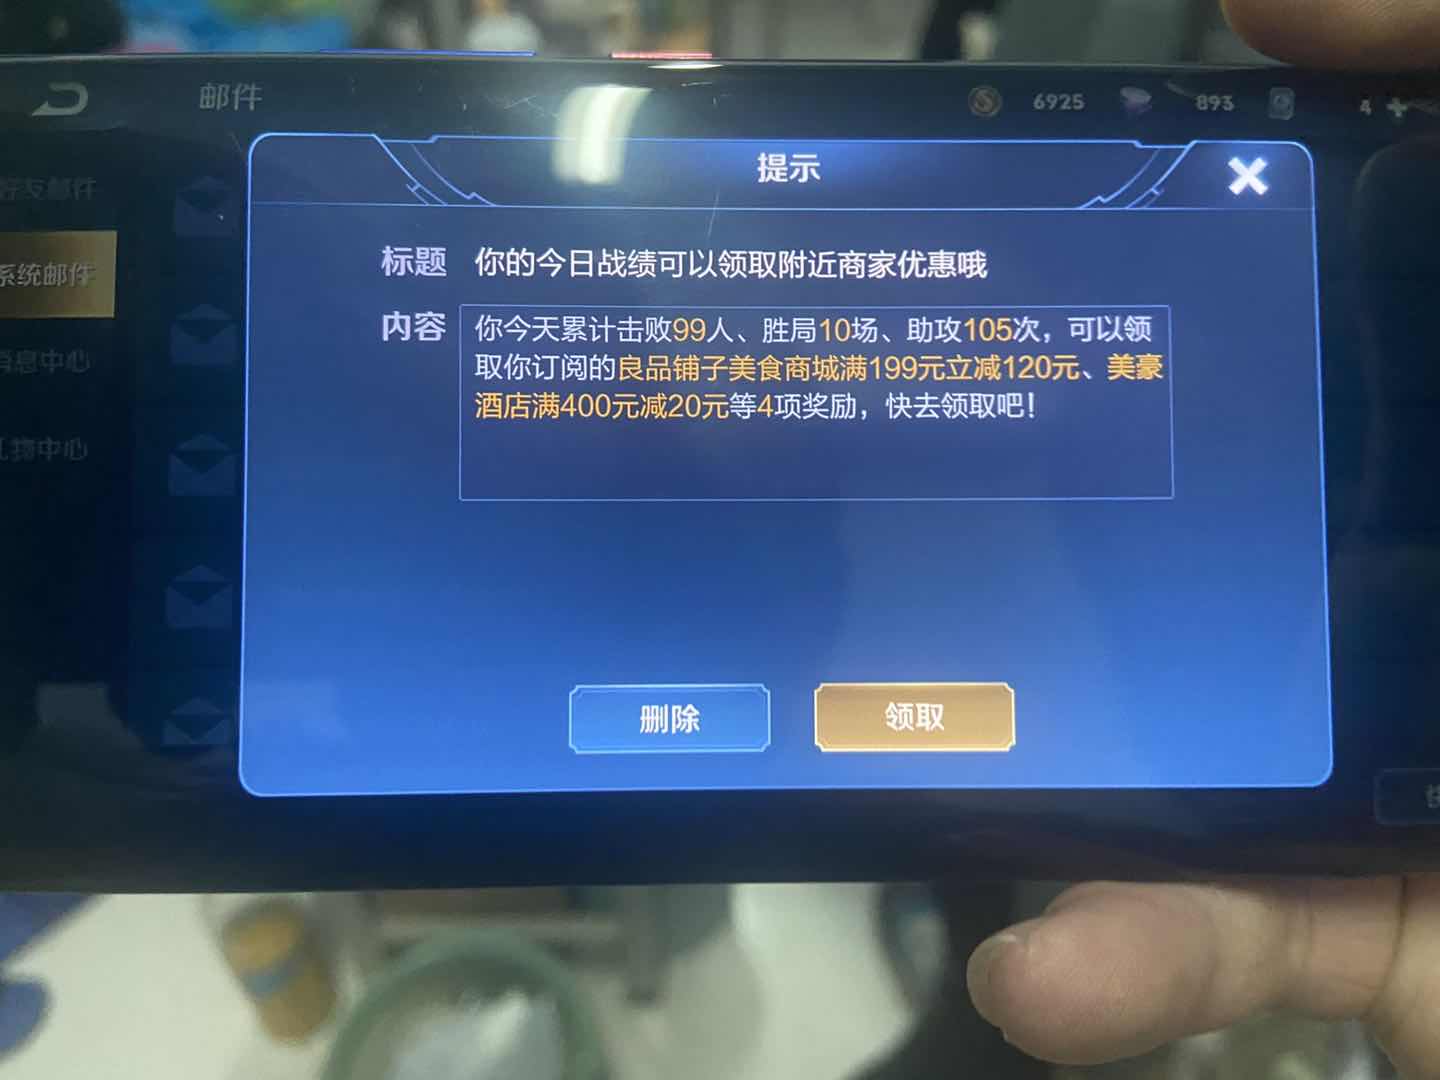 邮件
6925
893
4
提示
好友邮件
系统邮件
消息中心
礼物中心
标题 你的今日战绩可以领取附近商家优惠哦
内容 你今天累计击败99人、胜局10场、助攻105次，可以领
取你订阅的良品铺子美食商城满199元立减120元、美豪
酒店满400元减20元等4项奖励，快去领取吧！
删除
领取